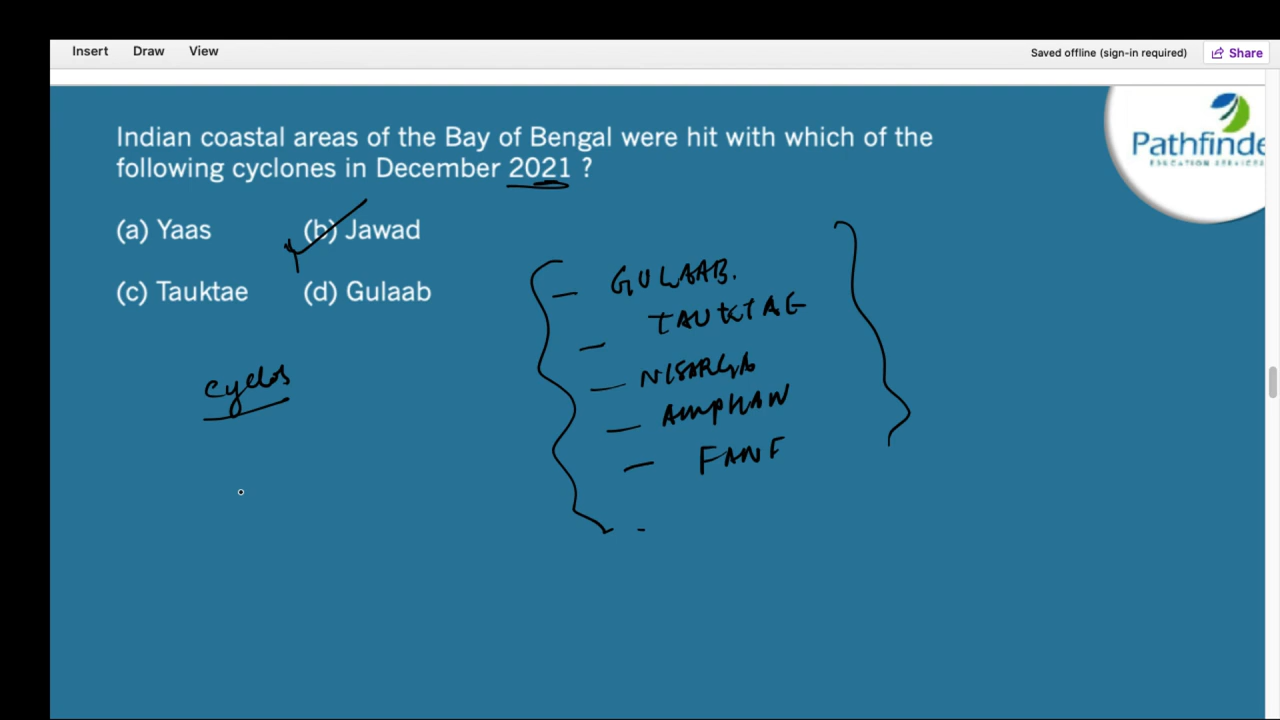 Insert Draw View
Saved offline (sign-in required) Share
Indian coastal areas of the Bay of Bengal were hit with which of the
following cyclones in December 2021 ?
(a) Yaas (b) Jawad
(c) Tauktae (d) Gulaab
Pathfinde
EDUCATION SERVICES
GULAAB.
TAUKTAE
NISARGA
AMPHAN
FANI